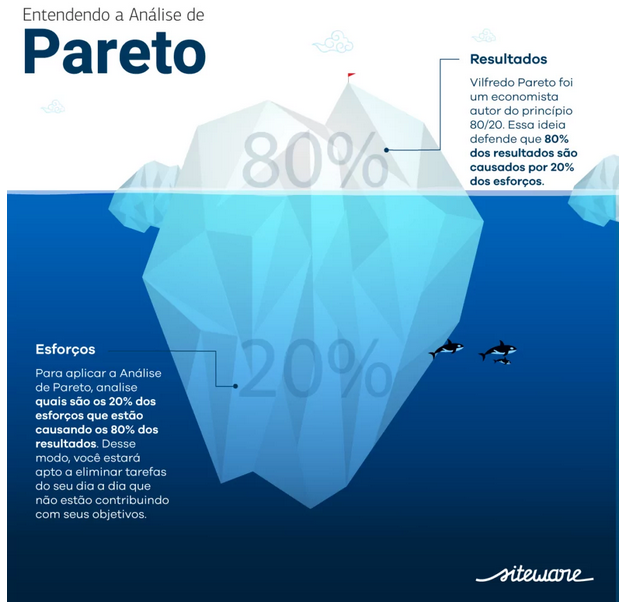 Entendendo a Análise de
Pareto
Resultados
Vilfredo Pareto foi
um economista
autor do princípio
80/20. Essa ideia
defende que 80%
dos resultados são
causados por 20%
dos esforços.
80%
Esforços
Para aplicar a Análise
de Pareto, analise
quais são os 20% dos
esforços que estão
causando os 80% dos
resultados. Desse
modo, você estará
apto a eliminar tarefas
do seu dia a dia que
não estão contribuindo
com seus objetivos.
20%
siteware